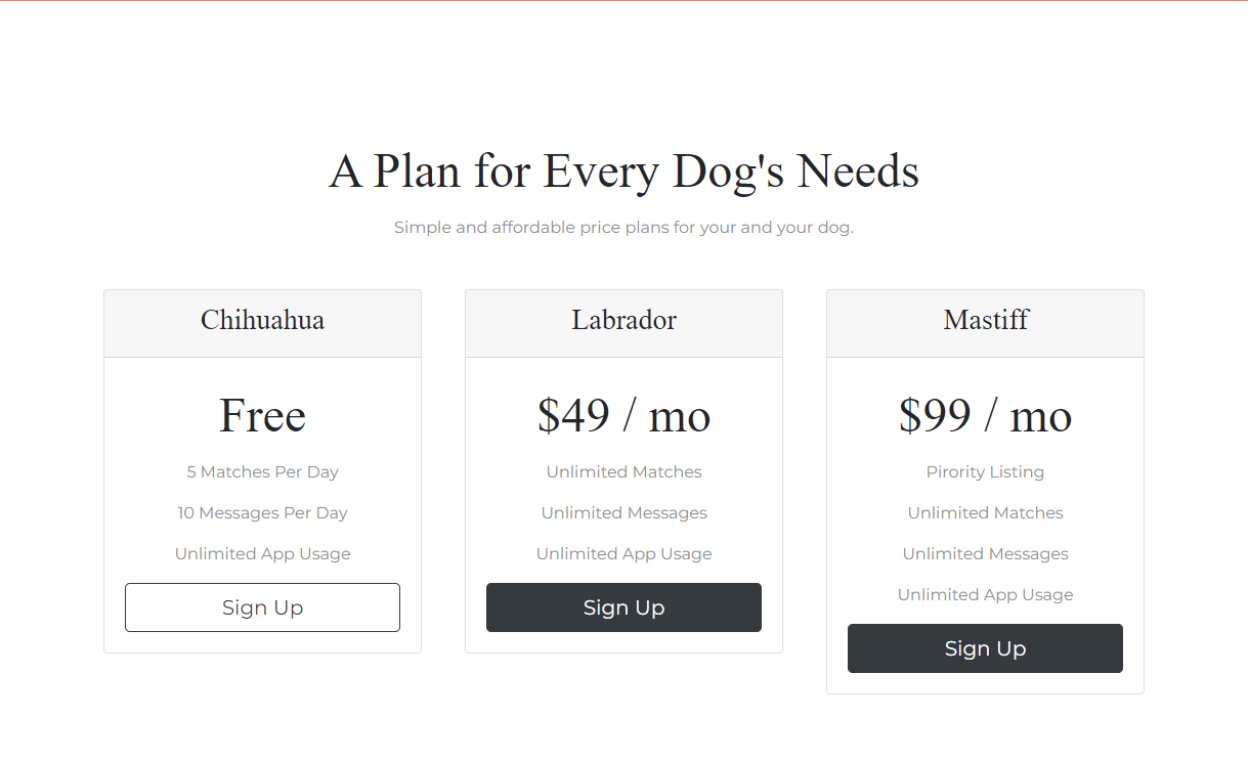 A Plan for Every Dog's Needs
Simple and affordable price plans for your and your dog.
Chihuahua
Free
5 Matches Per Day
10 Messages Per Day
Unlimited App Usage
Sign Up
Labrador
$49 / mo
Unlimited Matches
Unlimited Messages
Unlimited App Usage
Sign Up
Mastiff
$99 / mo
Pirority Listing
Unlimited Matches
Unlimited Messages
Unlimited App Usage
Sign Up